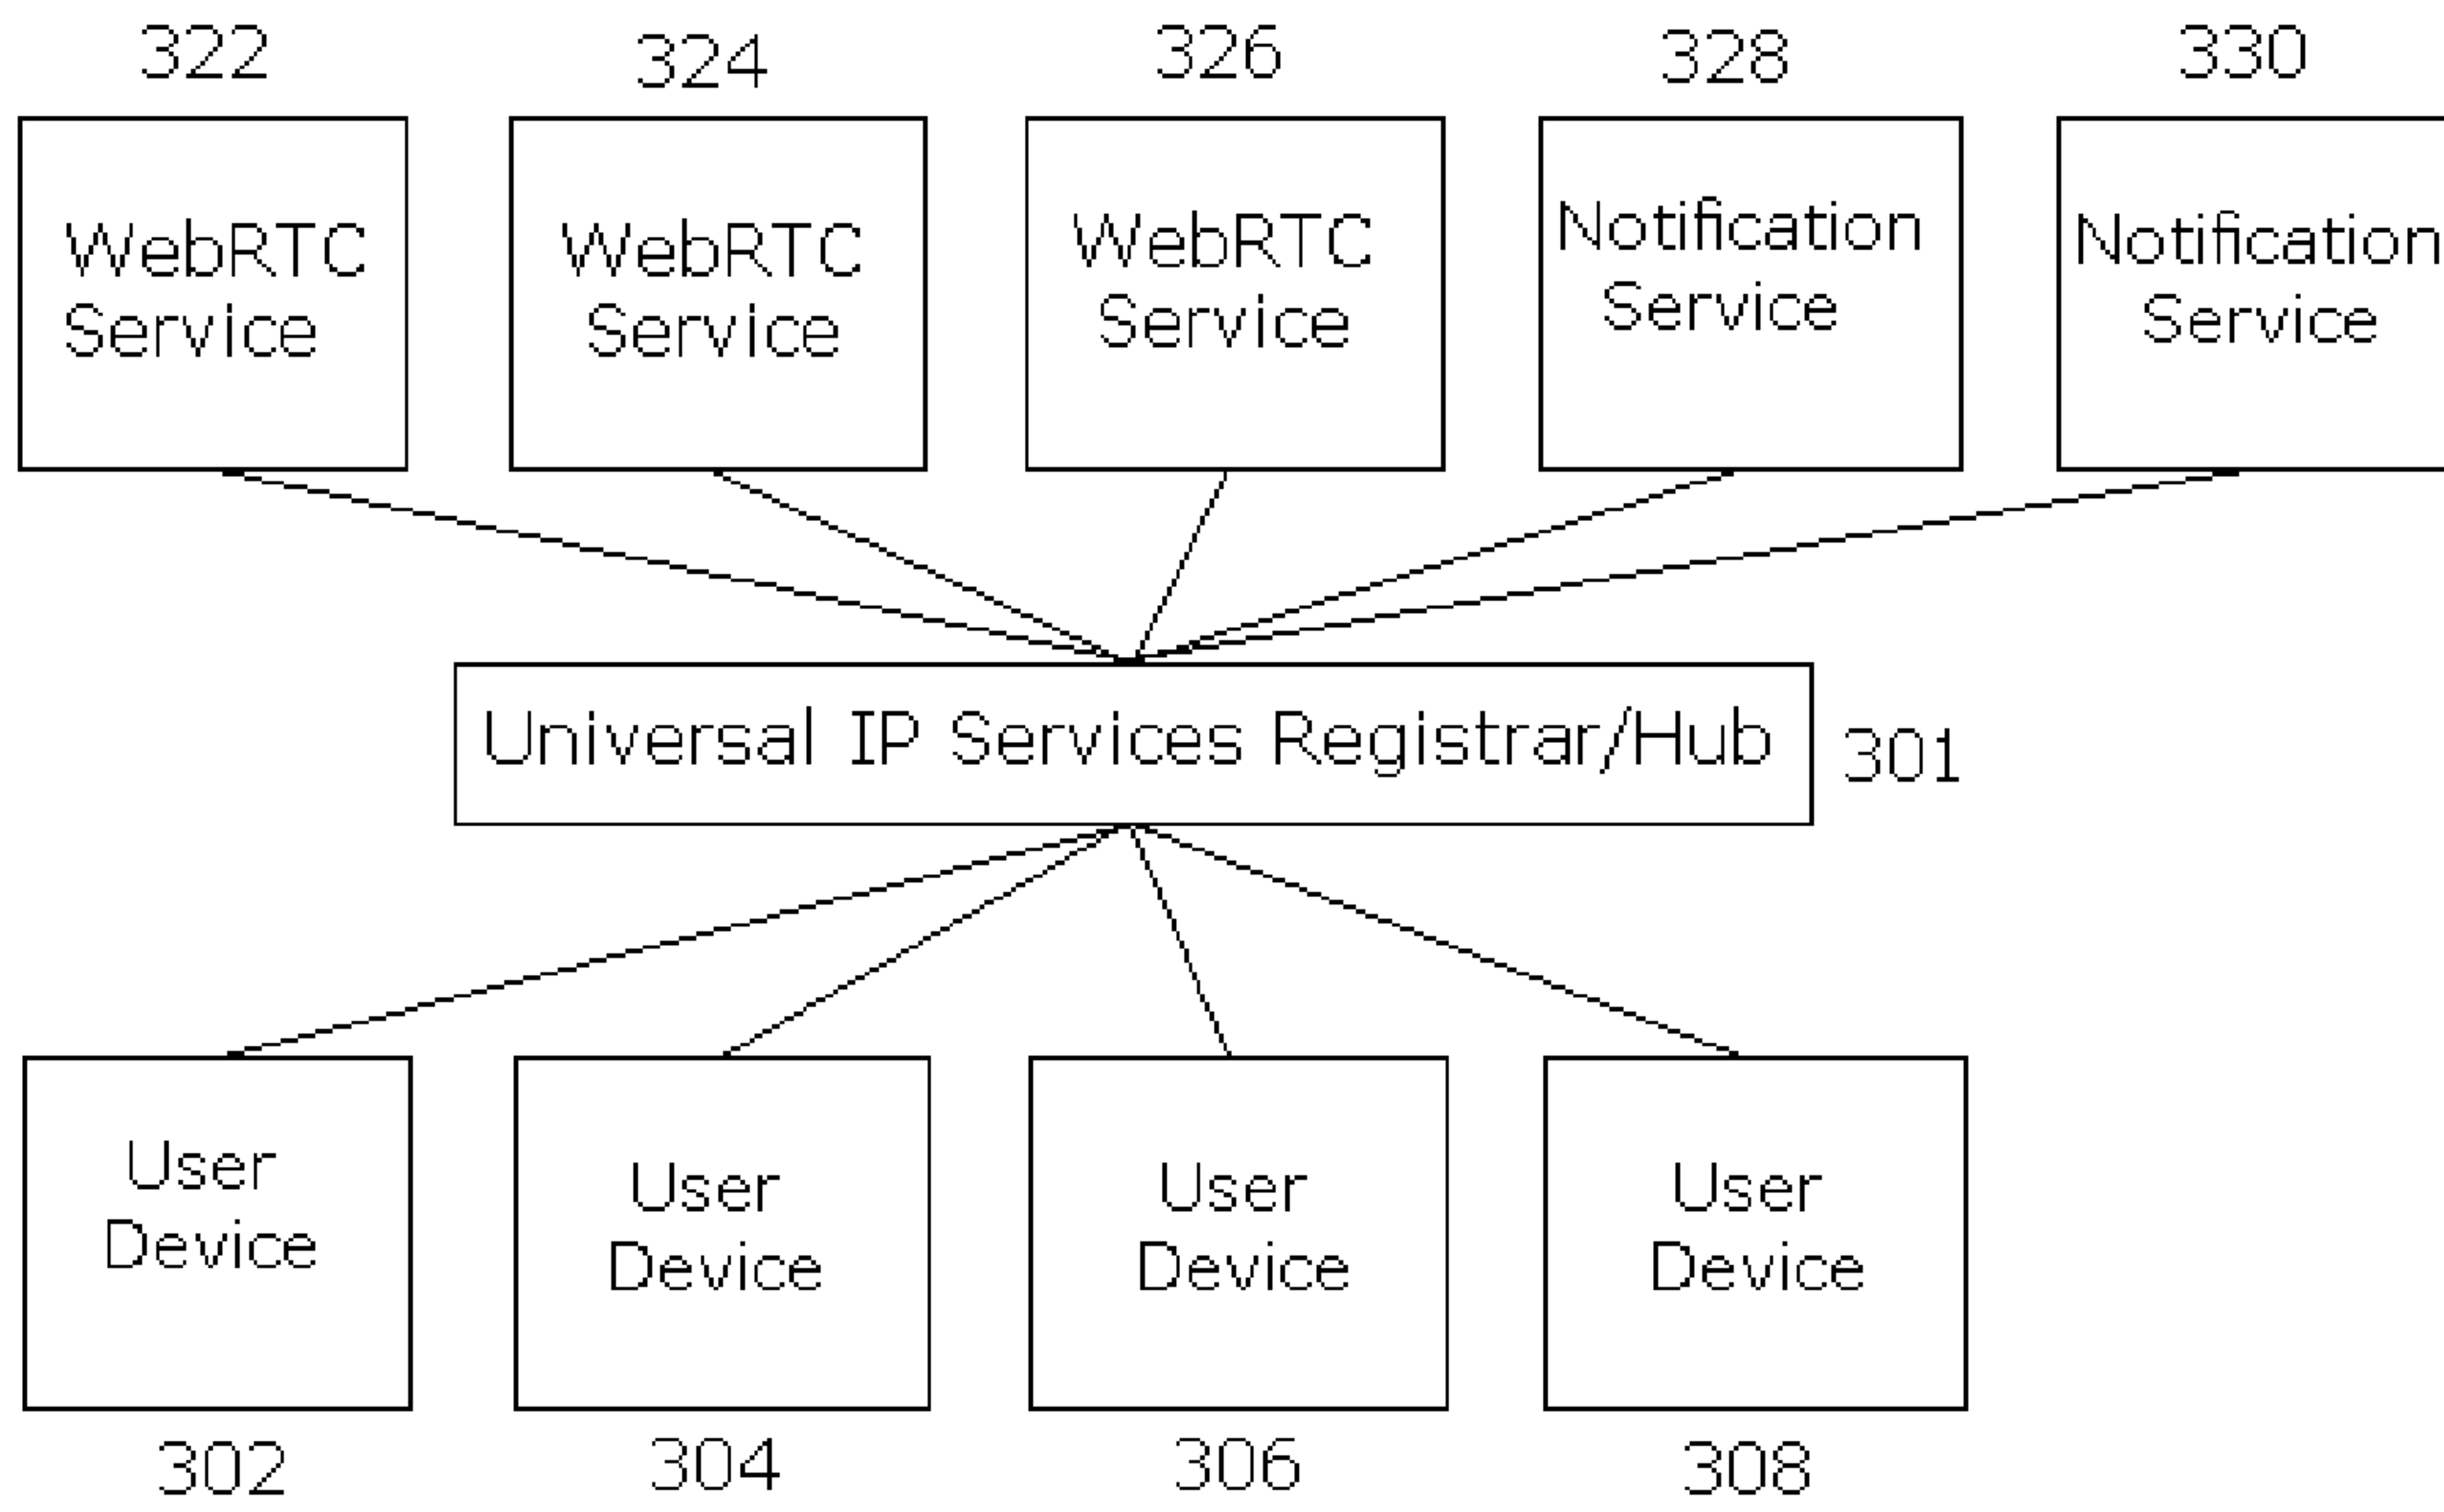 322
324
326
328
330
WebRTC
Service
WebRTC
Service
WebRTC
Service
Notification
Service
Notification
Service
Universal IP Services Registrar/Hub
301
User
Device
User
Device
User
Device
User
Device
302
304
306
308